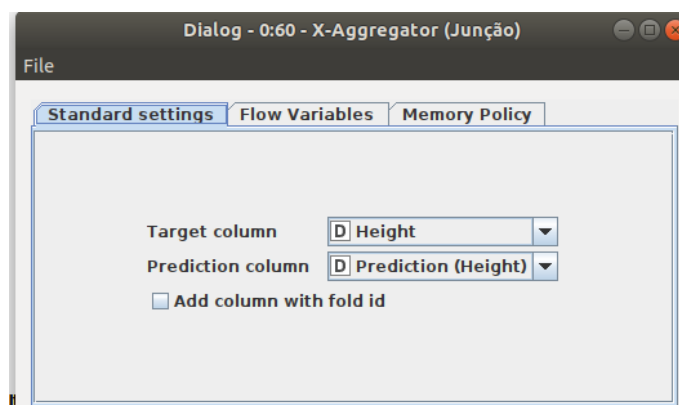 Dialog - 0:60 - X-Aggregator (Junção)
File
Standard settings Flow Variables Memory Policy
Target column D Height
Prediction column D Prediction (Height)
Add column with fold id